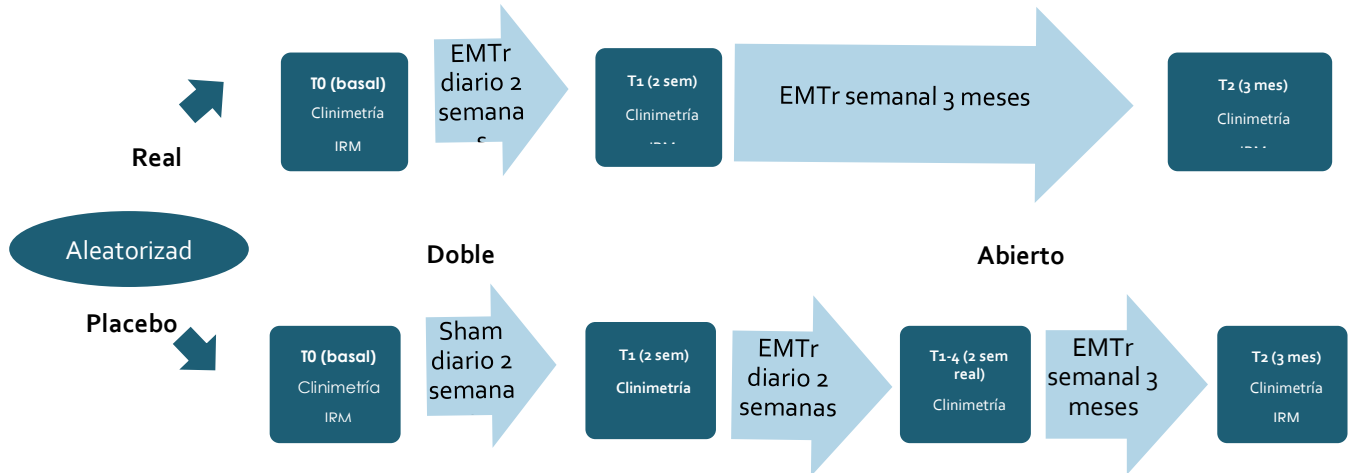 T0 (basal)
Clinimetría
IRM
EMTr
diario 2
semana
T1 (2 sem)
Clinimetría
EMTr semanal 3 meses
T2 (3 mes)
Clinimetría
Real
Aleatorizad
Doble
Abierto
Placebo
T0 (basal)
Clinimetría
IRM
Sham
diario 2
semana
T1 (2 sem)
Clinimetría
EMTr
diario 2
semanas
T1-4 (2 sem
real)
Clinimetría
EMTr
semanal 3
meses
T2 (3 mes)
Clinimetría
IRM